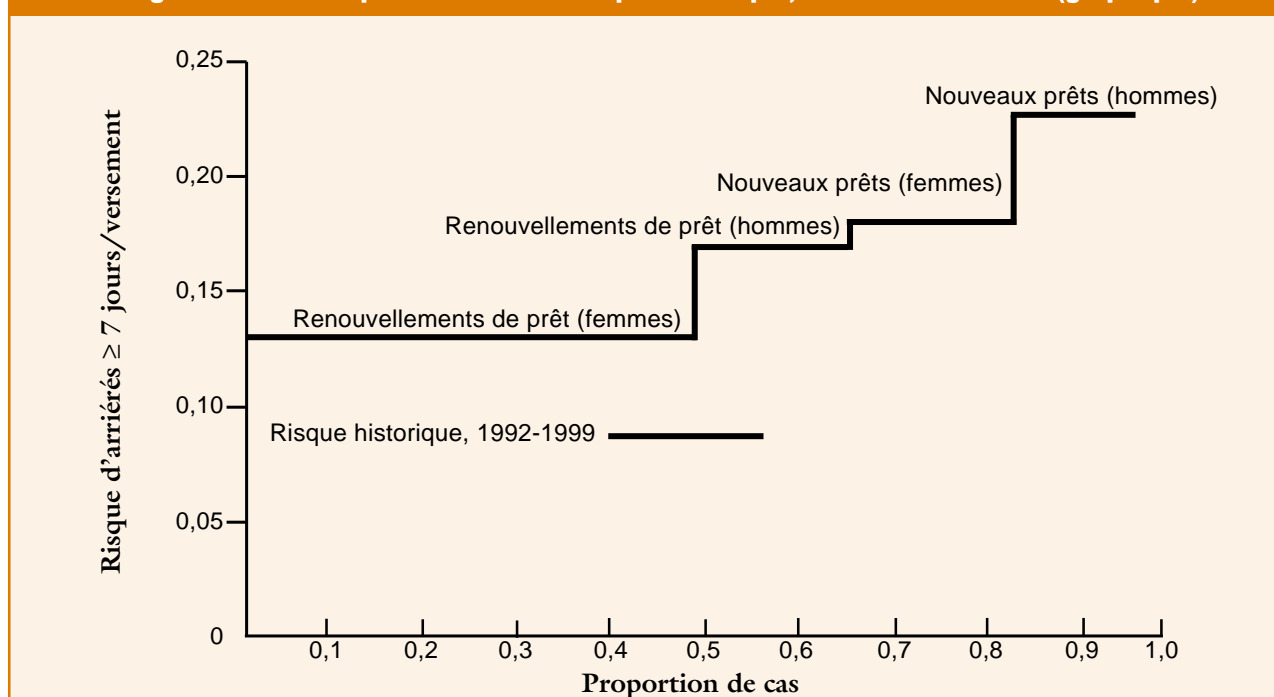 0,25
Nouveaux prêts (hommes)
0,20
Nouveaux prêts (femmes)
Renouvellements de prêt (hommes)
0,15
Renouvellements de prêt (femmes)
0,10
Risque historique, 1992-1999
0,05
0
0,1 0,2 0,3 0,4 0,5 0,6 0,7 0,8 0,9 1,0
Risque d’arriérés ≥ 7 jours/versement
Proportion de cas